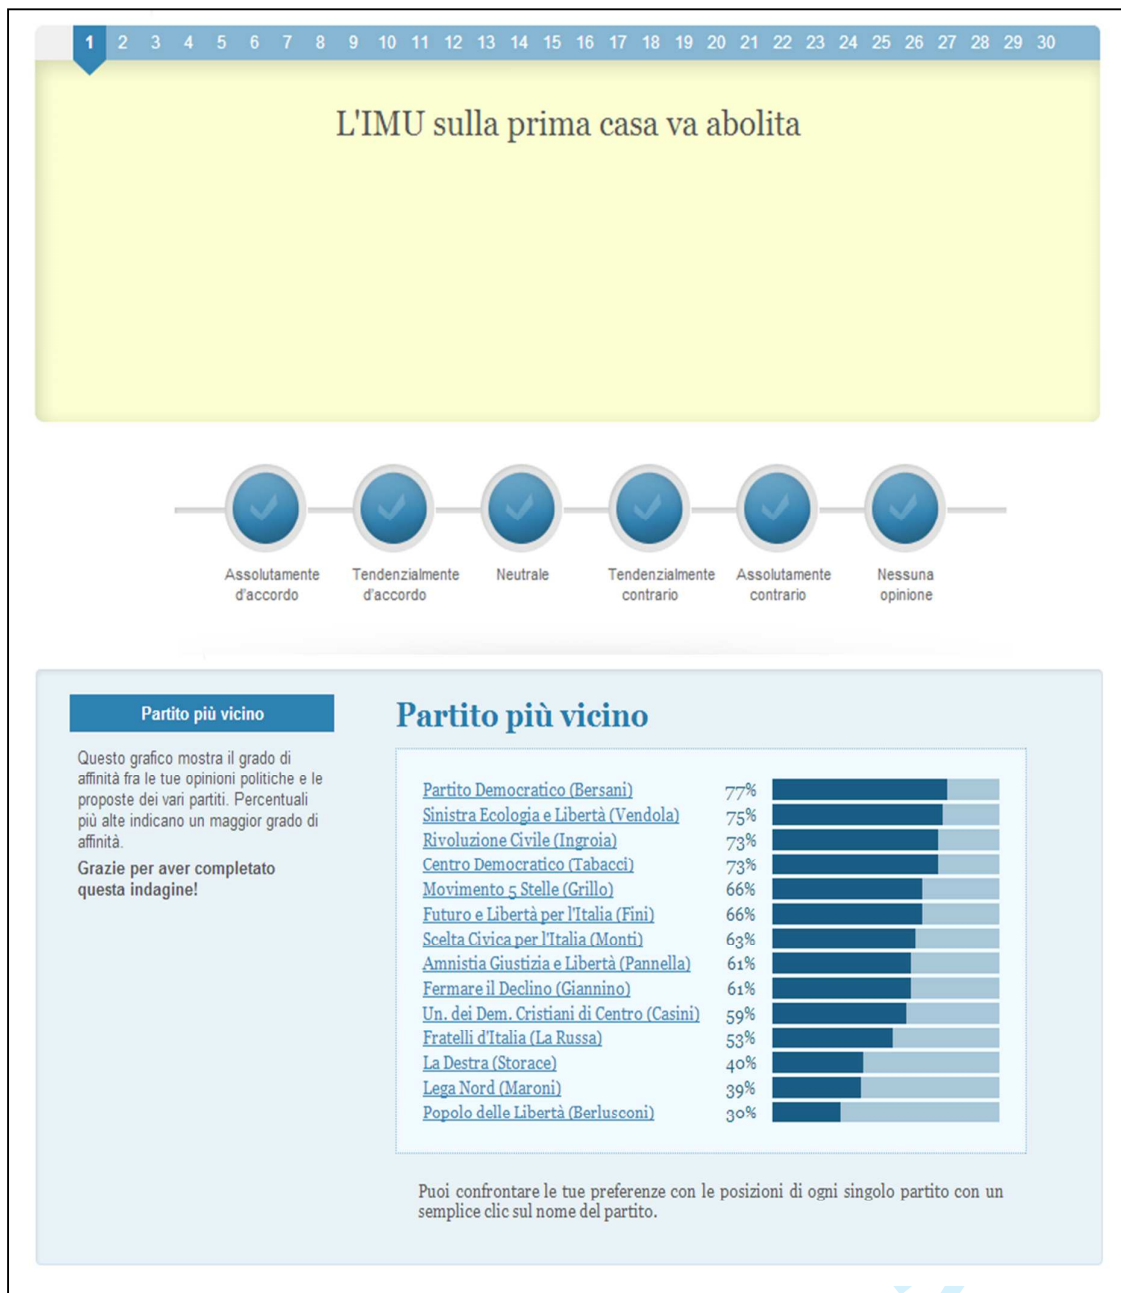 1 2 3 4 5 6 7 8 9 10 11 12 13 14 15 16 17 18 19 20 21 22 23 24 25 26 27 28 29 30
L'IMU sulla prima casa va abolita
Assolutamente d'accordo
Tendenzialmente d'accordo
Neutrale
Tendenzialmente contrario
Assolutamente contrario
Nessuna opinione
Partito più vicino
Questo grafico mostra il grado di
affinità fra le tue opinioni politiche e le
proposte dei vari partiti. Percentuali
più alte indicano un maggior grado di
affinità.
Grazie per aver completato
questa indagine!
Partito più vicino
Partito Democratico (Bersani) 77%
Sinistra Ecologia e Libertà (Vendola) 75%
Rivoluzione Civile (Ingroia) 73%
Centro Democratico (Tabacci) 73%
Movimento 5 Stelle (Grillo) 66%
Futuro e Libertà per l'Italia (Fini) 66%
Scelta Civica per l'Italia (Monti) 63%
Amnistia Giustizia e Libertà (Pannella) 61%
Fermare il Declino (Giannino) 61%
Un. dei Dem. Cristiani di Centro (Casini) 59%
Fratelli d'Italia (La Russa) 53%
La Destra (Storace) 40%
Lega Nord (Maroni) 39%
Popolo delle Libertà (Berlusconi) 30%
Puoi confrontare le tue preferenze con le posizioni di ogni singolo partito con un
semplice clic sul nome del partito.